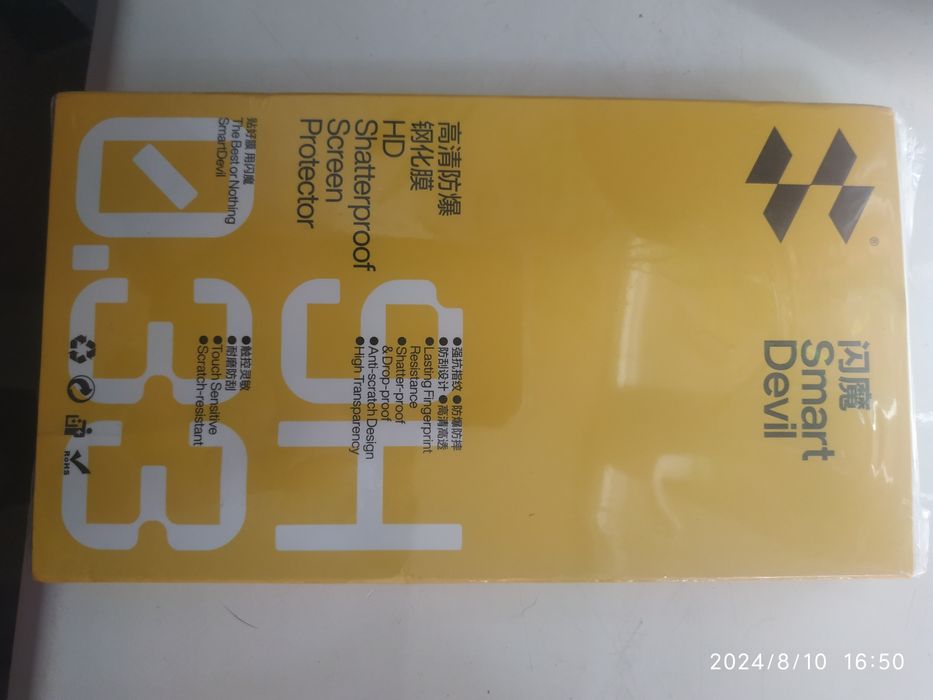 ®
闪魔
Smart
Devil
高清防爆
钢化膜
HD
Shatterproof
Screen
Protector
●强抗指纹 ●防爆防摔
●防刮设计 ●高清高透
●Lasting Fingerprint
Resistance
●Shatter-proof
& Drop-proof
●Anti-scratch Design
●High Transparency
9H
贴好膜 用闪魔
The Best or Nothing
SmartDevil
●触控灵敏
●耐磨防刮
●Touch Sensitive
●Scratch-resistant
0.33
RoHS
2024/8/10 16:50